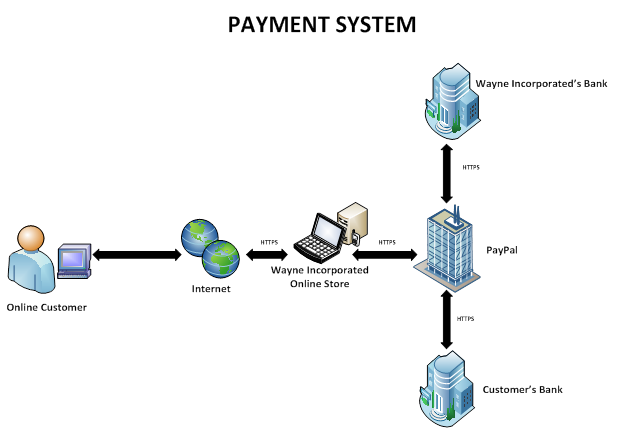 PAYMENT SYSTEM
Wayne Incorporated's Bank
HTTPS
HTTPS
HTTPS
PayPal
Wayne Incorporated
Online Store
Internet
Online Customer
HTTPS
Customer's Bank